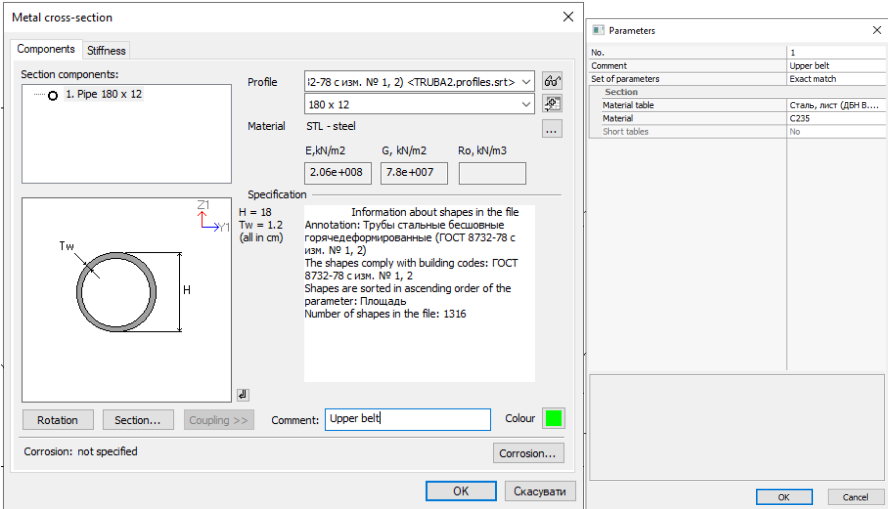 Metal cross-section
Components
Stiffness
Section components:
1. Pipe 180 x 12
Profile
32-78 с изм. № 1, 2) <TRUBA2.profiles.srt>
180 x 12
Material
STL - steel
...
E,kN/m2
G, kN/m2
Ro, kN/m3
2.06e+008
7.8e+007
Specification
Z1
Y1
Tw
H
H = 18
Tw = 1.2
(all in cm)
Information about shapes in the file
Annotation: Трубы стальные бесшовные
горячедеформированные (ГОСТ 8732-78 с
изм. № 1, 2)
The shapes comply with building codes: ГОСТ
8732-78 с изм. № 1, 2
Shapes are sorted in ascending order of the
parameter: Площадь
Number of shapes in the file: 1316
Rotation
Section...
Coupling >>
Comment:
Upper belt
Colour
Corrosion: not specified
Corrosion...
OK
Скасувати
Parameters
No.
1
Comment
Upper belt
Set of parameters
Exact match
Section
Material table
Сталь, лист (ДБН В....
Material
С235
Short tables
No
OK
Cancel